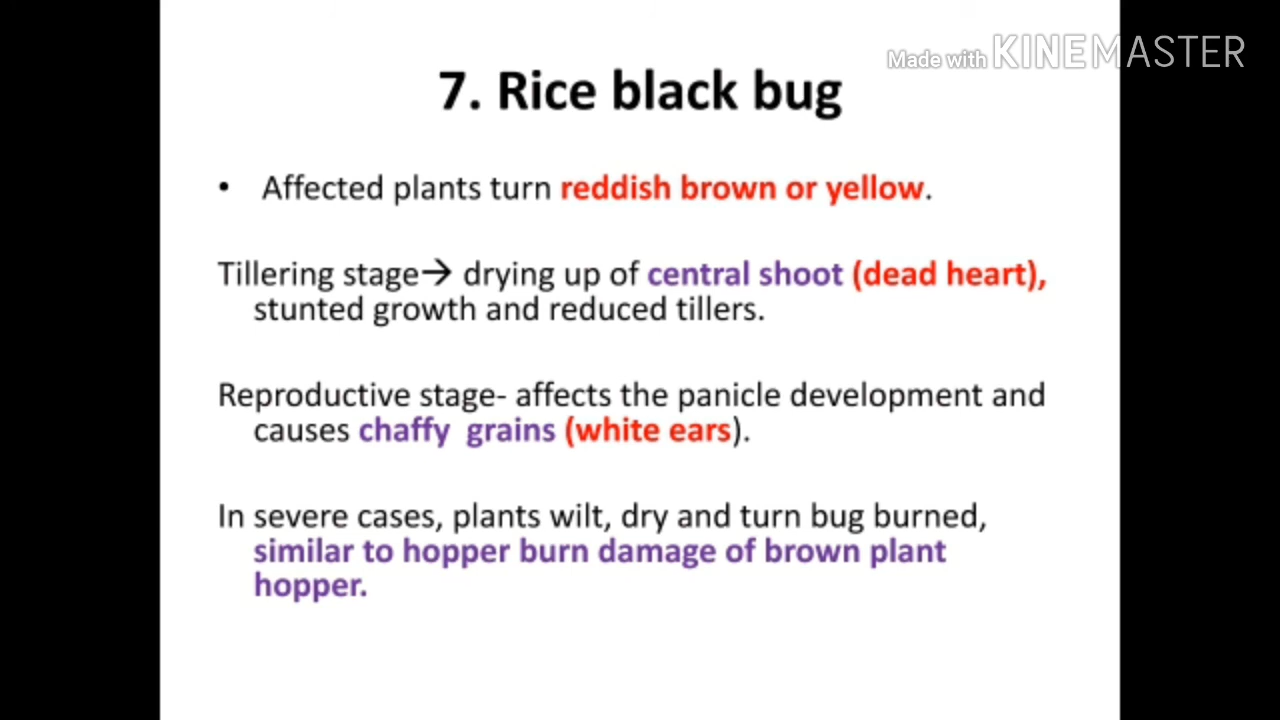 Made with KINEMASTER
7. Rice black bug
• Affected plants turn reddish brown or yellow.
Tillering stage→ drying up of central shoot (dead heart),
stunted growth and reduced tillers.
Reproductive stage- affects the panicle development and
causes chaffy grains (white ears).
In severe cases, plants wilt, dry and turn bug burned,
similar to hopper burn damage of brown plant
hopper.